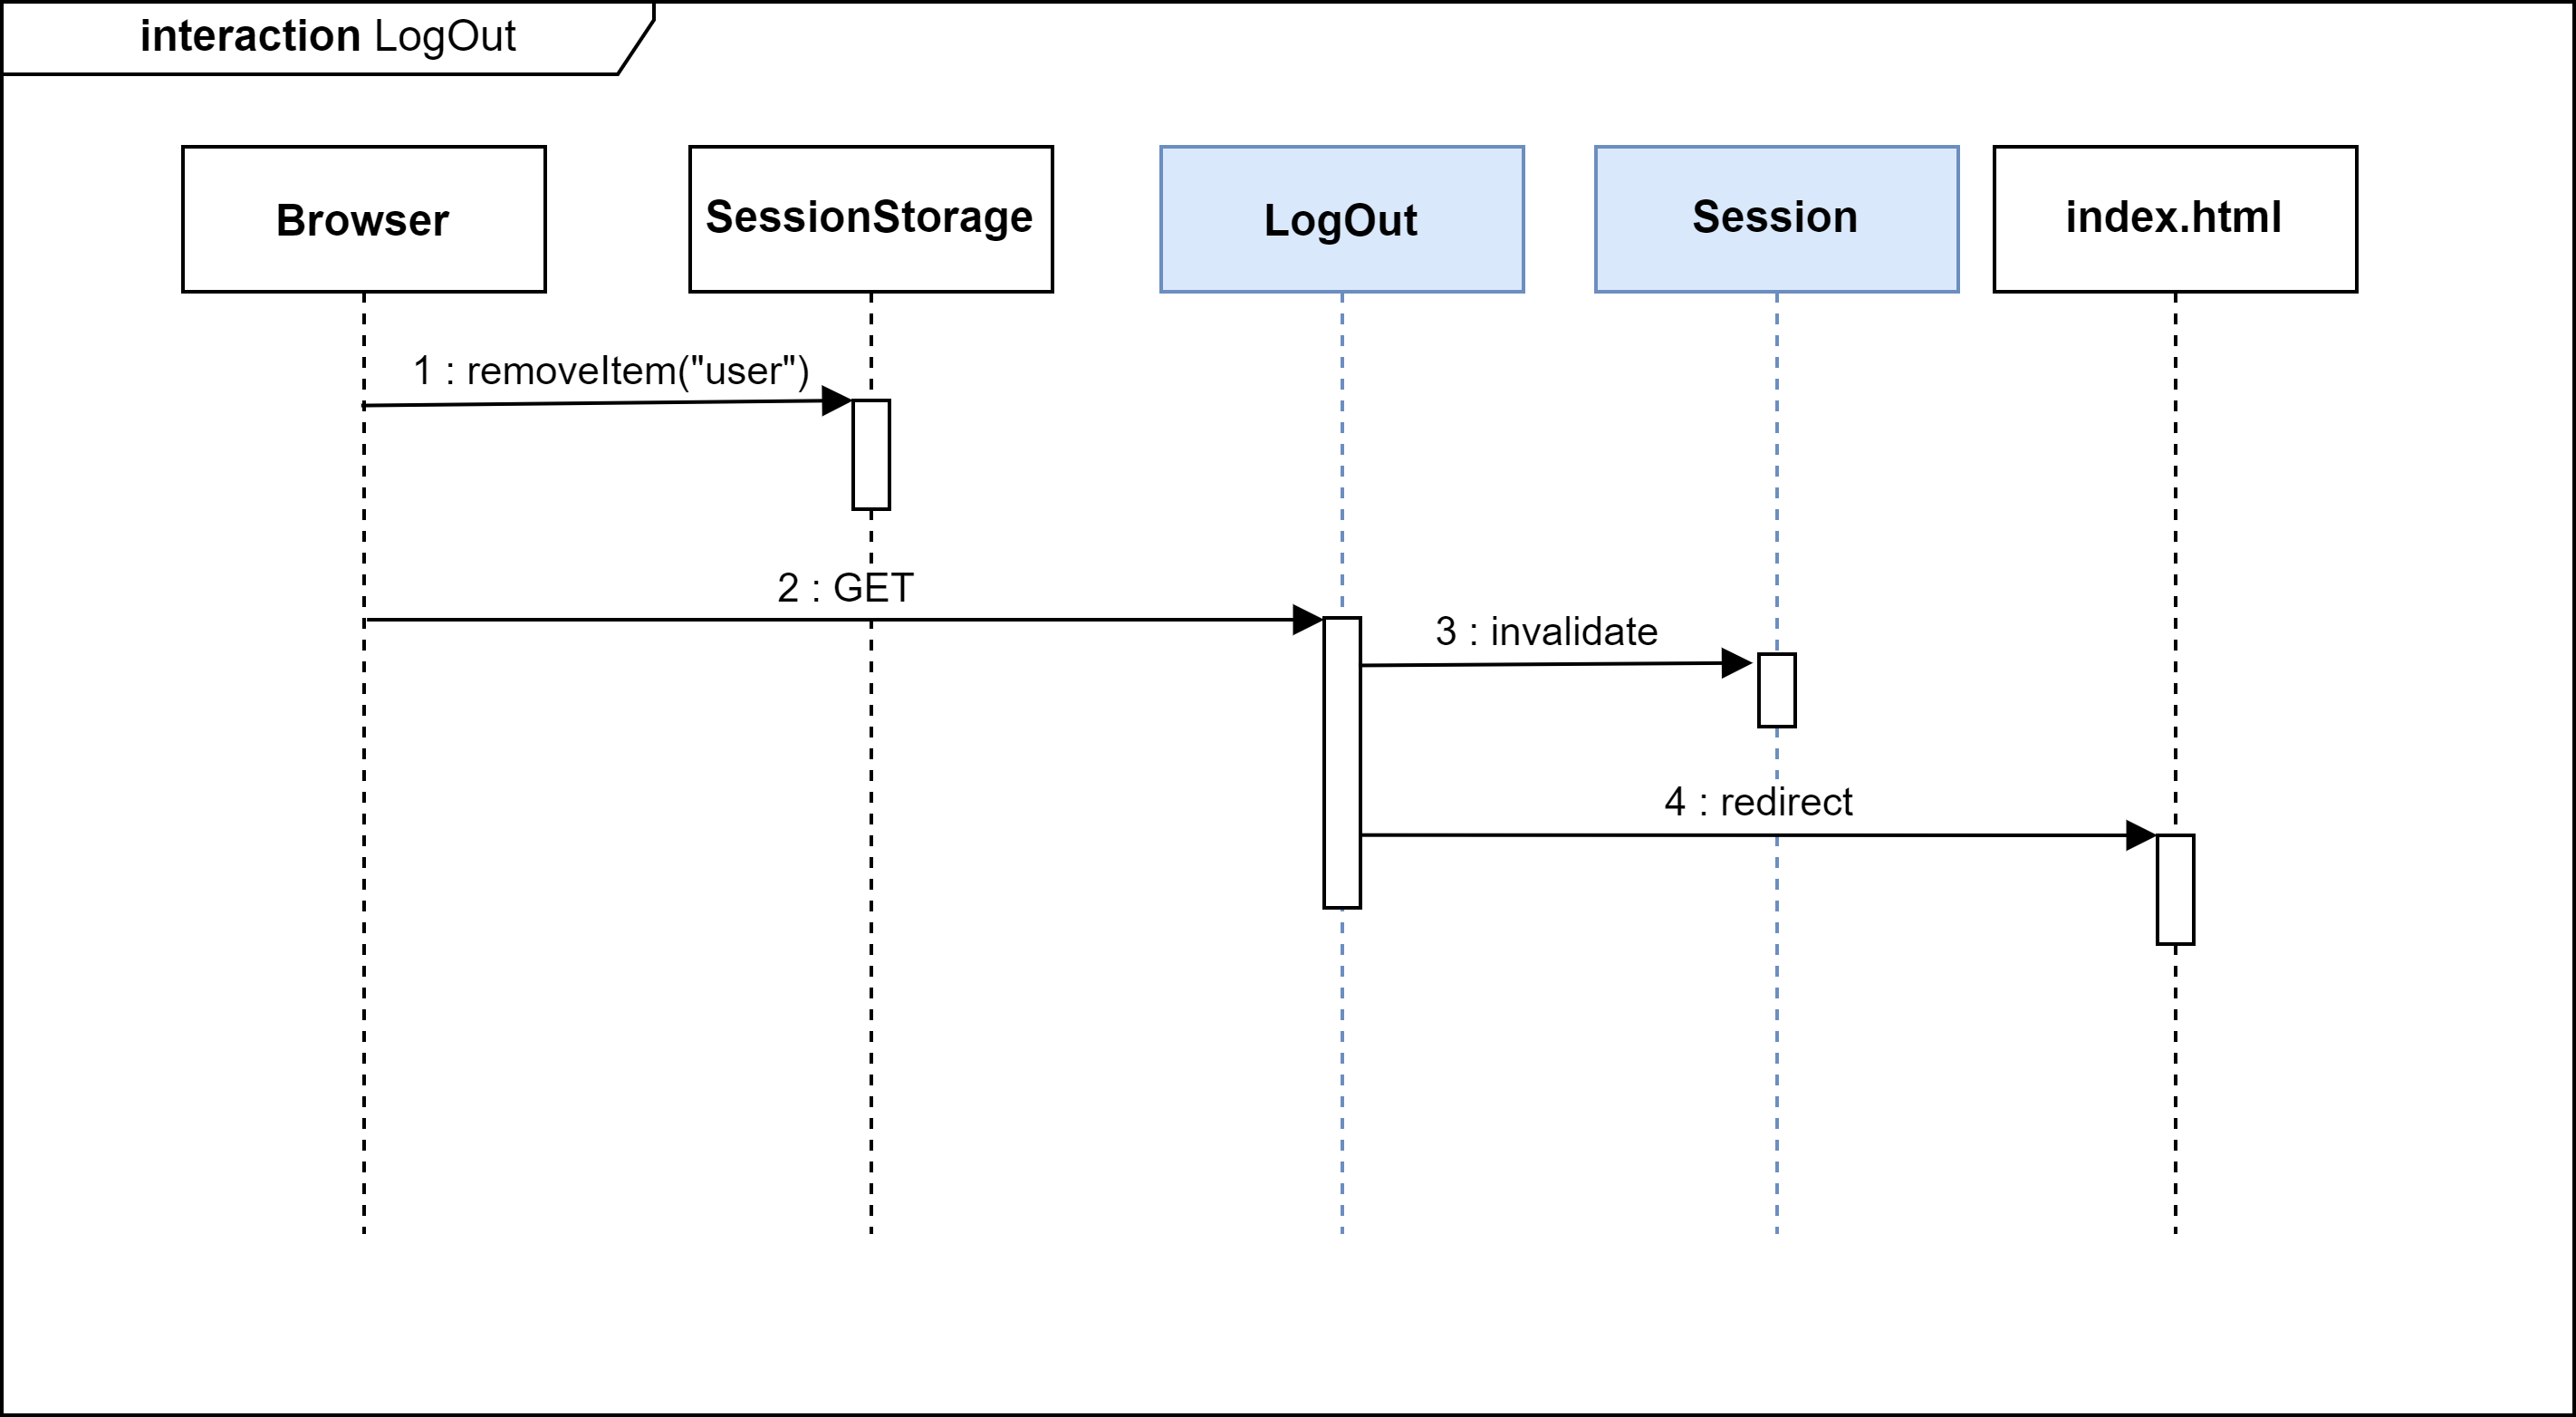 interaction LogOut
Browser
SessionStorage
LogOut
Session
index.html
1 : removeItem("user")
2 : GET
3 : invalidate
4 : redirect